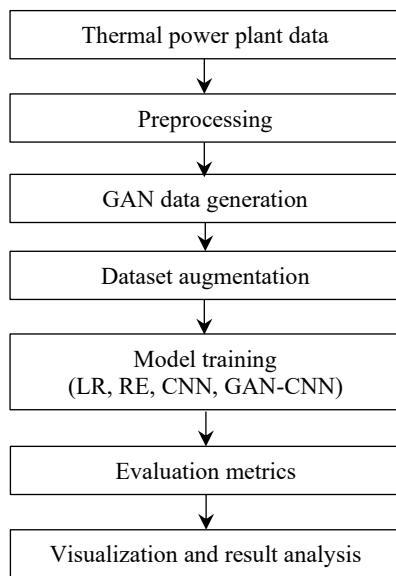 Thermal power plant data
Preprocessing
GAN data generation
Dataset augmentation
Model training
(LR, RE, CNN, GAN-CNN)
Evaluation metrics
Visualization and result analysis